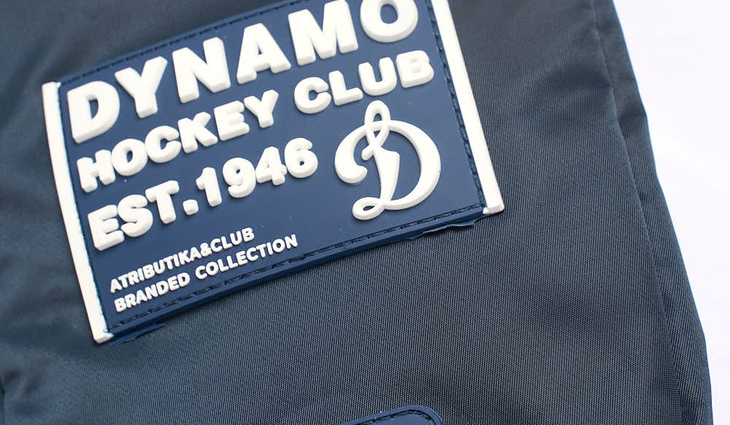 DYNAMO
HOCKEY CLUB
EST.1946
D
ATRIBUTIKA&CLUB
BRANDED COLLECTION